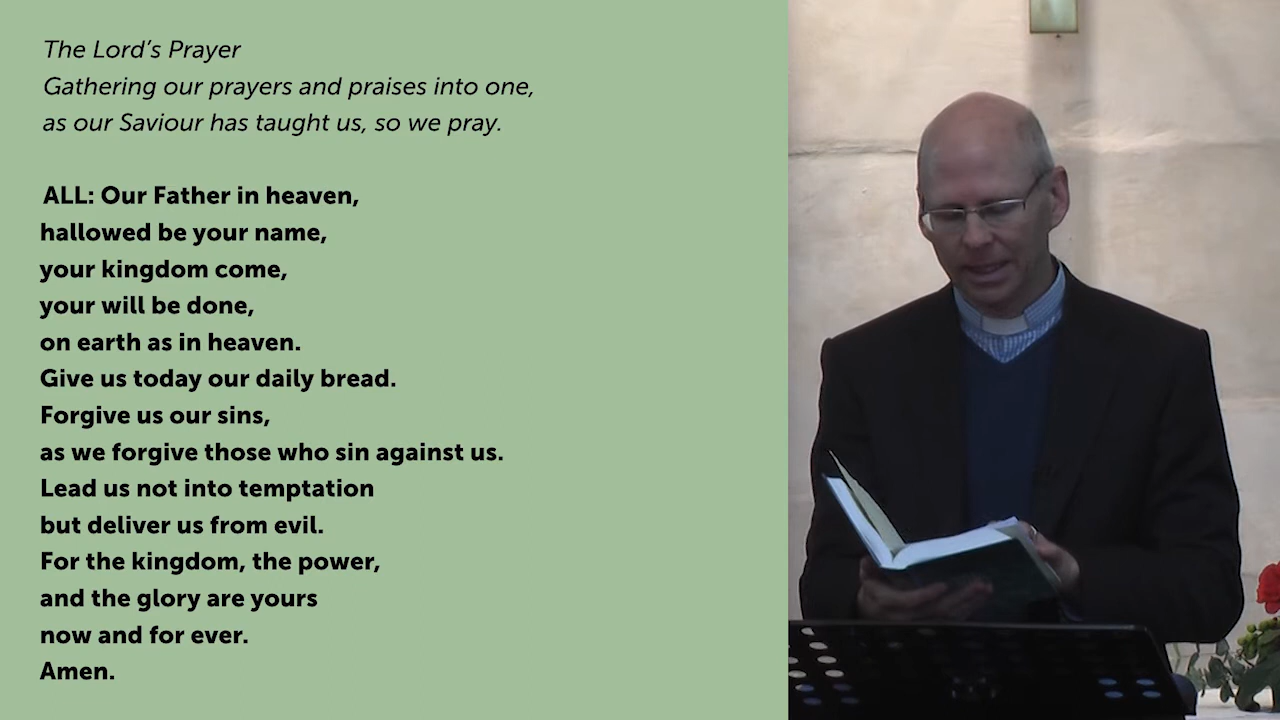 The Lord’s Prayer
Gathering our prayers and praises into one,
as our Saviour has taught us, so we pray.
ALL: Our Father in heaven,
hallowed be your name,
your kingdom come,
your will be done,
on earth as in heaven.
Give us today our daily bread.
Forgive us our sins,
as we forgive those who sin against us.
Lead us not into temptation
but deliver us from evil.
For the kingdom, the power,
and the glory are yours
now and for ever.
Amen.